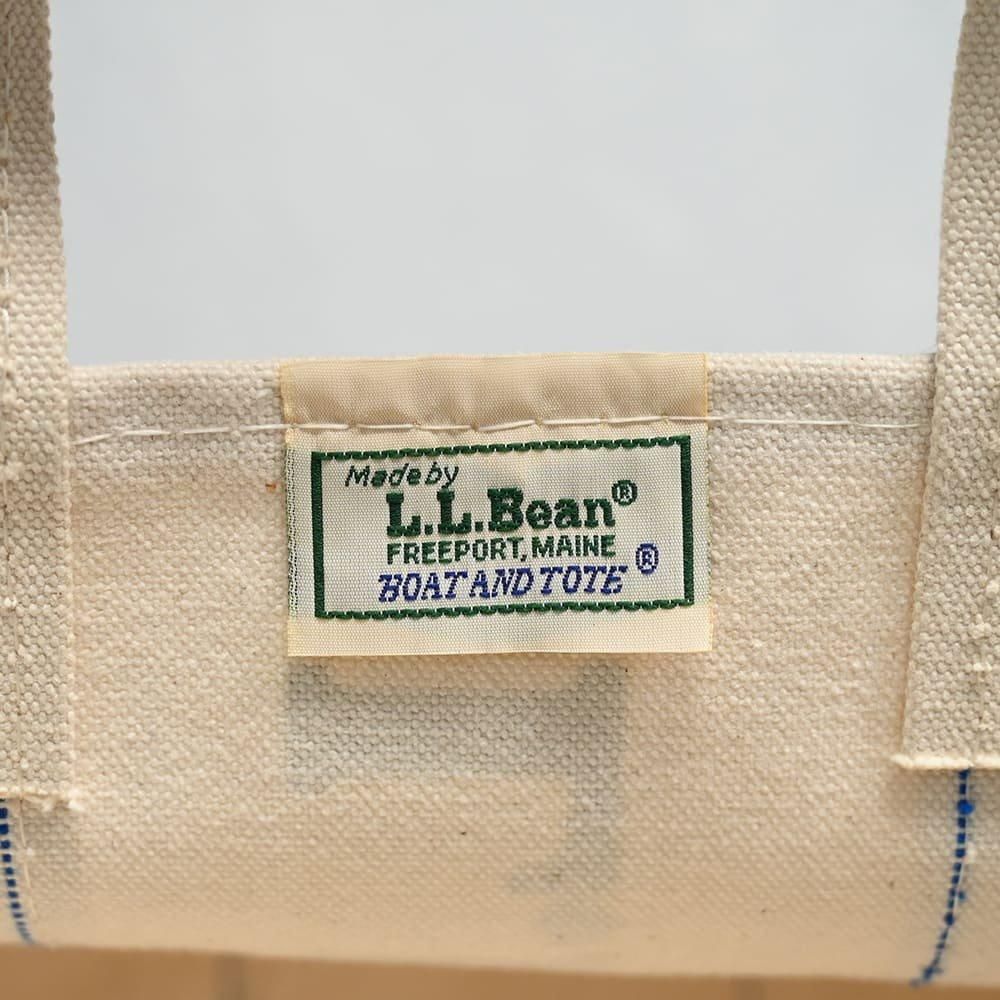 Made by
L.L.Bean®
FREEPORT, MAINE
BOAT AND TOTE ®